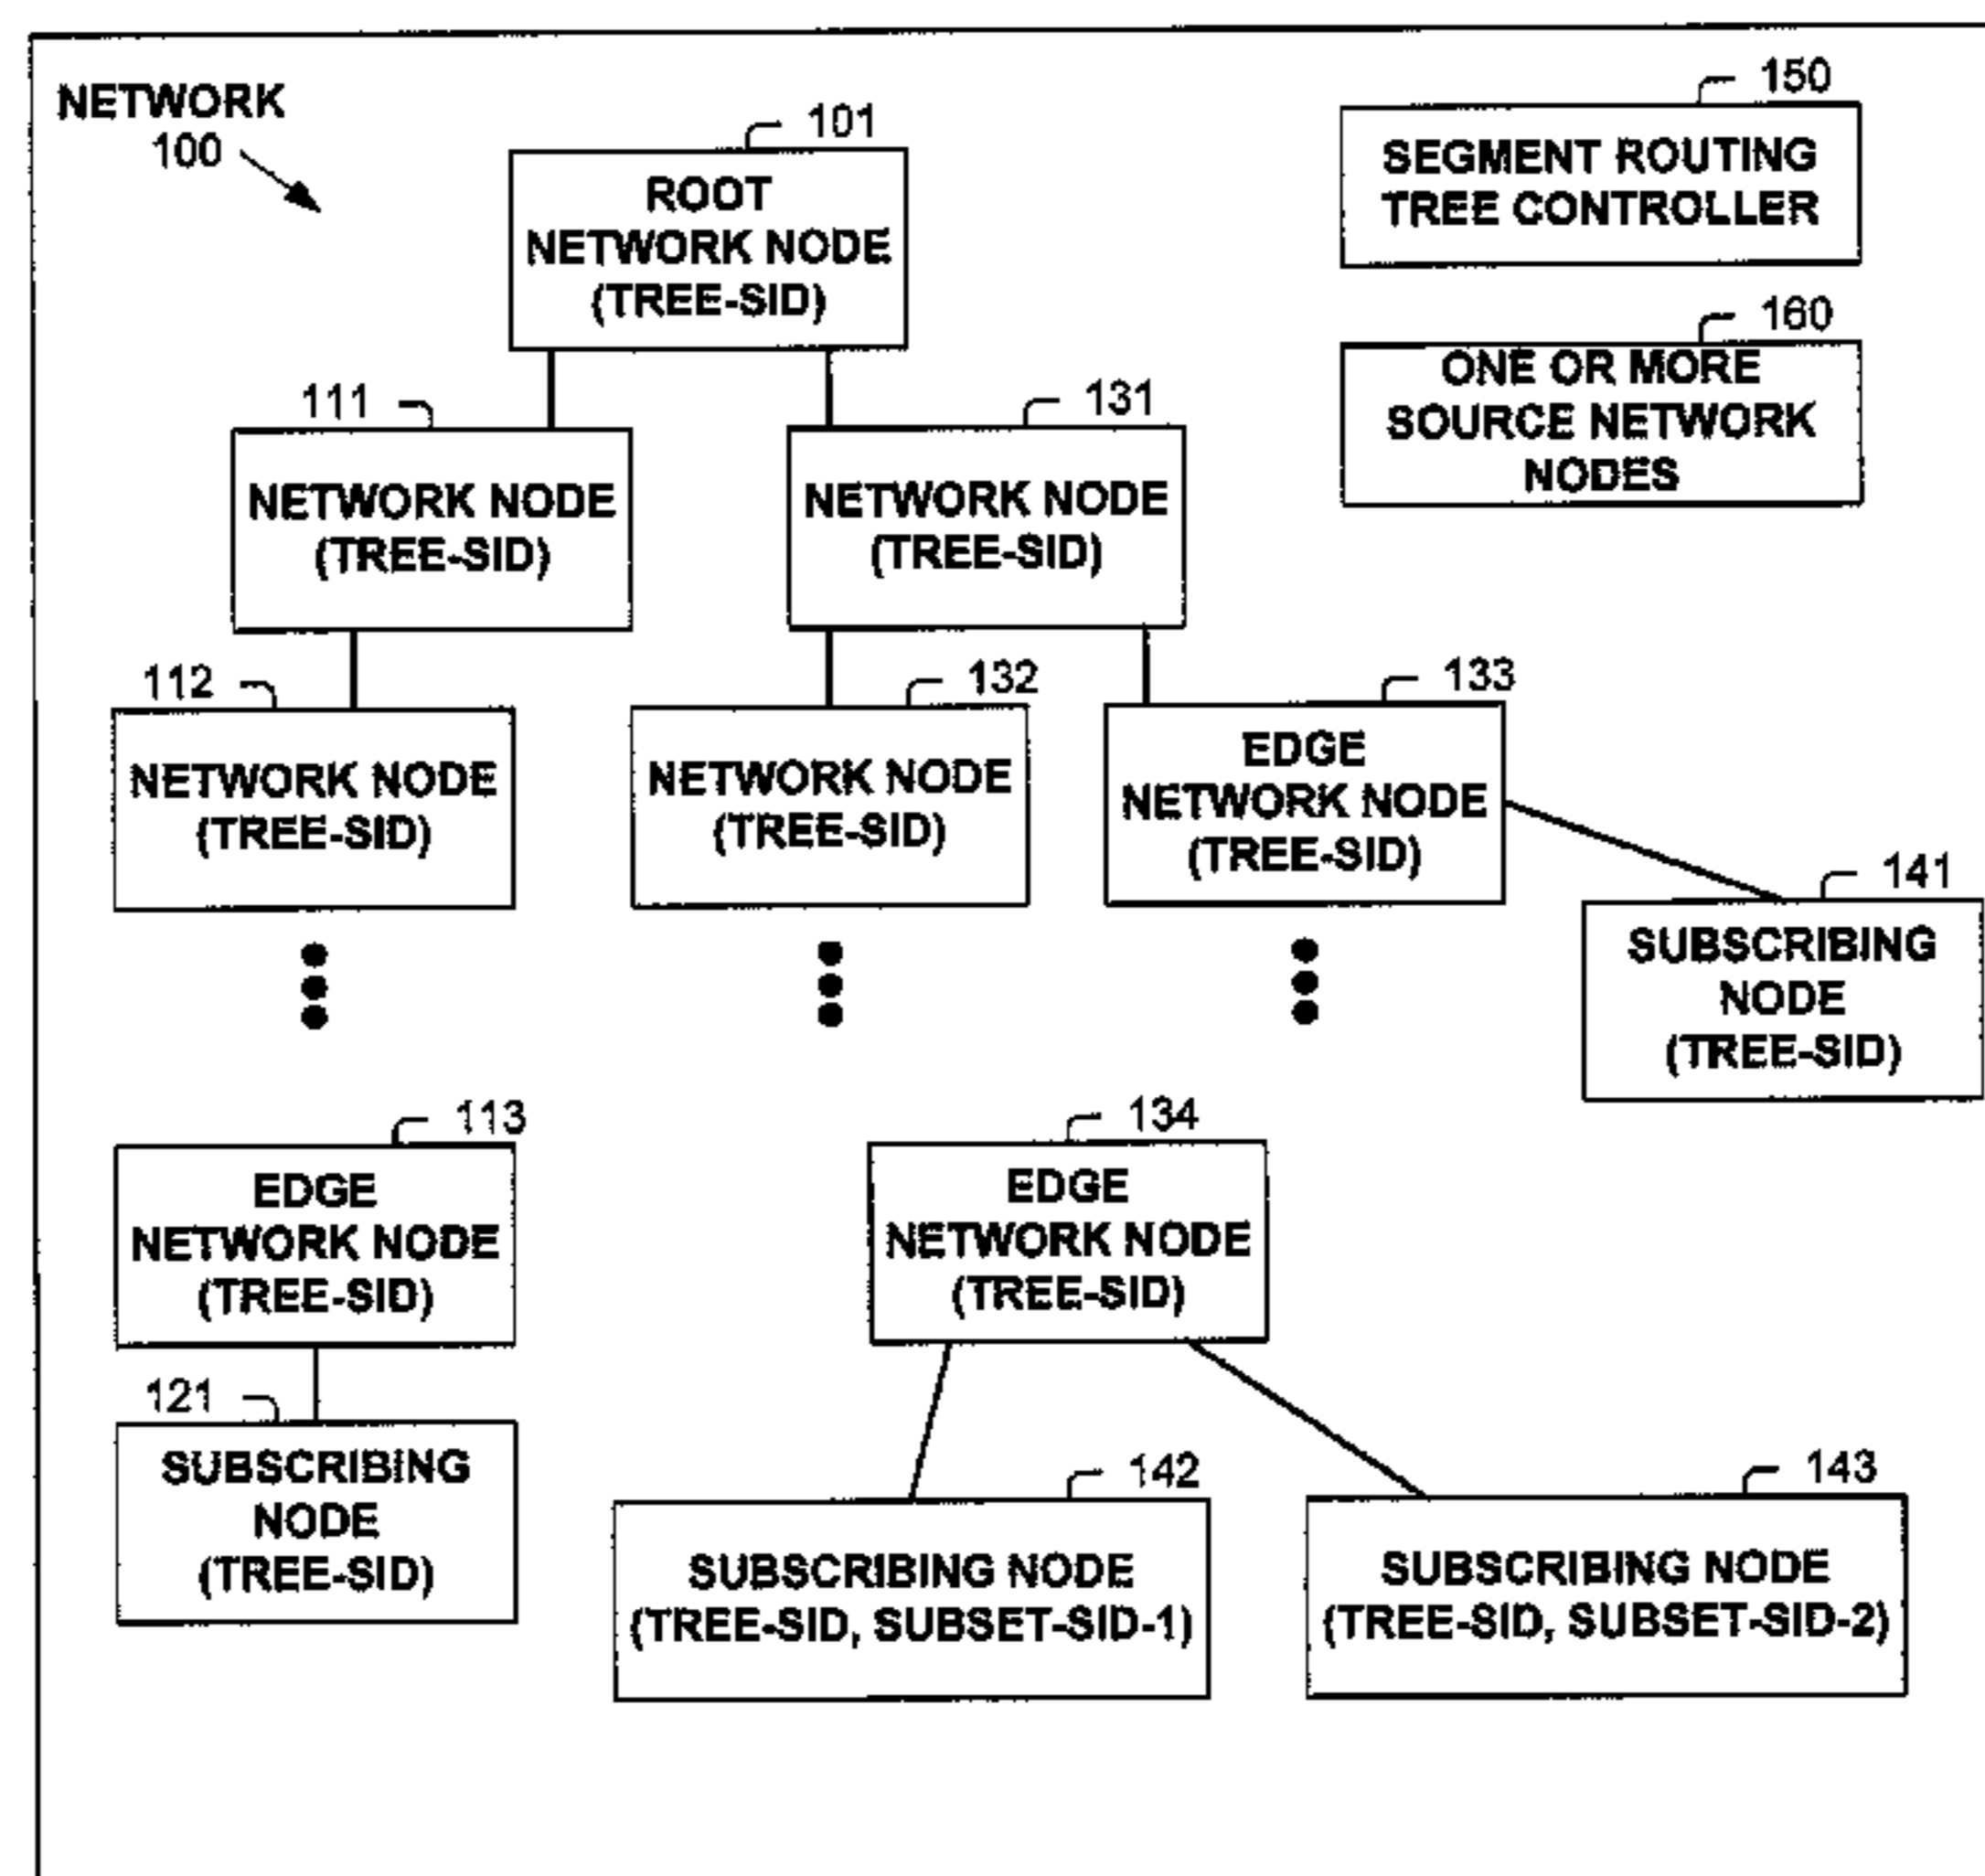 NETWORK
100
101
ROOT
NETWORK NODE
(TREE-SID)
150
SEGMENT ROUTING
TREE CONTROLLER
160
ONE OR MORE
SOURCE NETWORK
NODES
111
NETWORK NODE
(TREE-SID)
131
NETWORK NODE
(TREE-SID)
112
NETWORK NODE
(TREE-SID)
132
NETWORK NODE
(TREE-SID)
133
EDGE
NETWORK NODE
(TREE-SID)
141
SUBSCRIBING
NODE
(TREE-SID)
113
EDGE
NETWORK NODE
(TREE-SID)
134
EDGE
NETWORK NODE
(TREE-SID)
121
SUBSCRIBING
NODE
(TREE-SID)
142
SUBSCRIBING NODE
(TREE-SID, SUBSET-SID-1)
143
SUBSCRIBING NODE
(TREE-SID, SUBSET-SID-2)